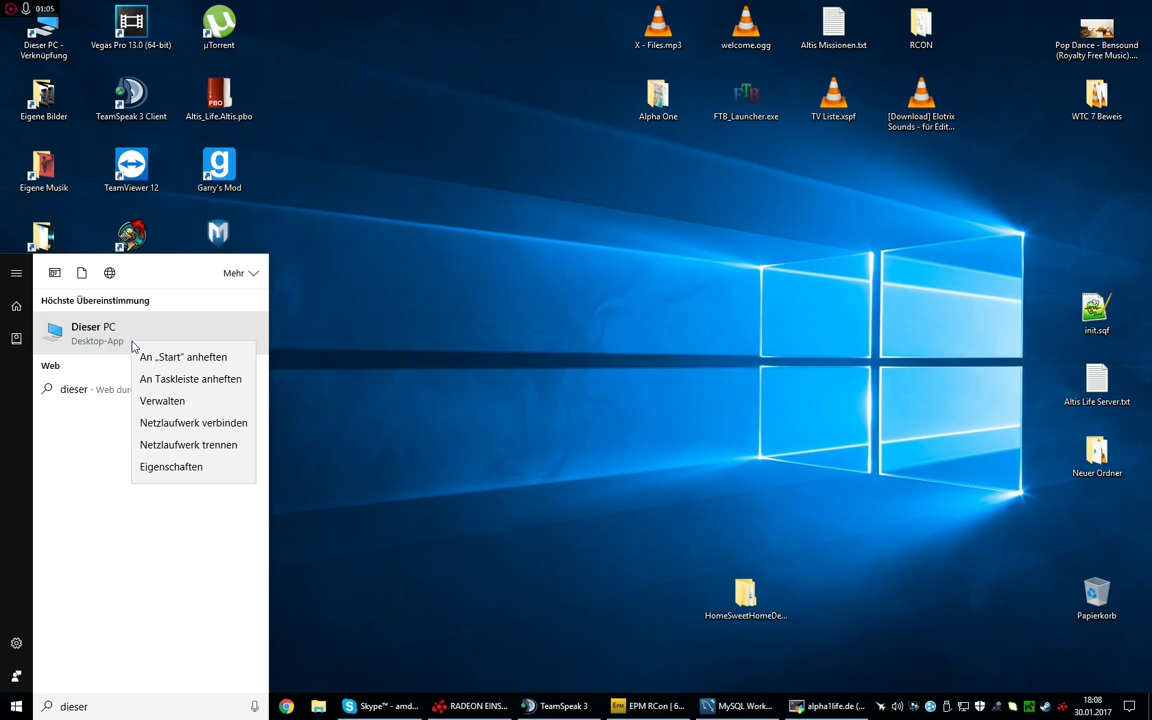 01:05
Dieser PC -
Verknüpfung
Vegas Pro 13.0 (64-bit)
µTorrent
X - Files.mp3
welcome.ogg
Altis Missionen.txt
RCON
Pop Dance - Bensound
(Royalty Free Music)....
Eigene Bilder
TeamSpeak 3 Client
PBO
Altis_Life.Altis.pbo
Alpha One
FTB
FTB_Launcher.exe
TV Liste.xspf
[Download] Elotrix
Sounds - für Edit...
WTC 7 Beweis
Eigene Musik
TeamViewer 12
g
Garry's Mod
Mehr
Höchste Übereinstimmung
Dieser PC
Desktop-App
Web
dieser - Web dur
An „Start“ anheften
An Taskleiste anheften
Verwalten
Netzlaufwerk verbinden
Netzlaufwerk trennen
Eigenschaften
init.sqf
Altis Life Server.txt
Neuer Ordner
HomeSweetHomeDe...
Papierkorb
dieser
Skype™ - amd...
RADEON EINS...
TeamSpeak 3
EPM
EPM RCon | 6...
MySQL Work...
alpha1life.de (...
18:08
30.01.2017